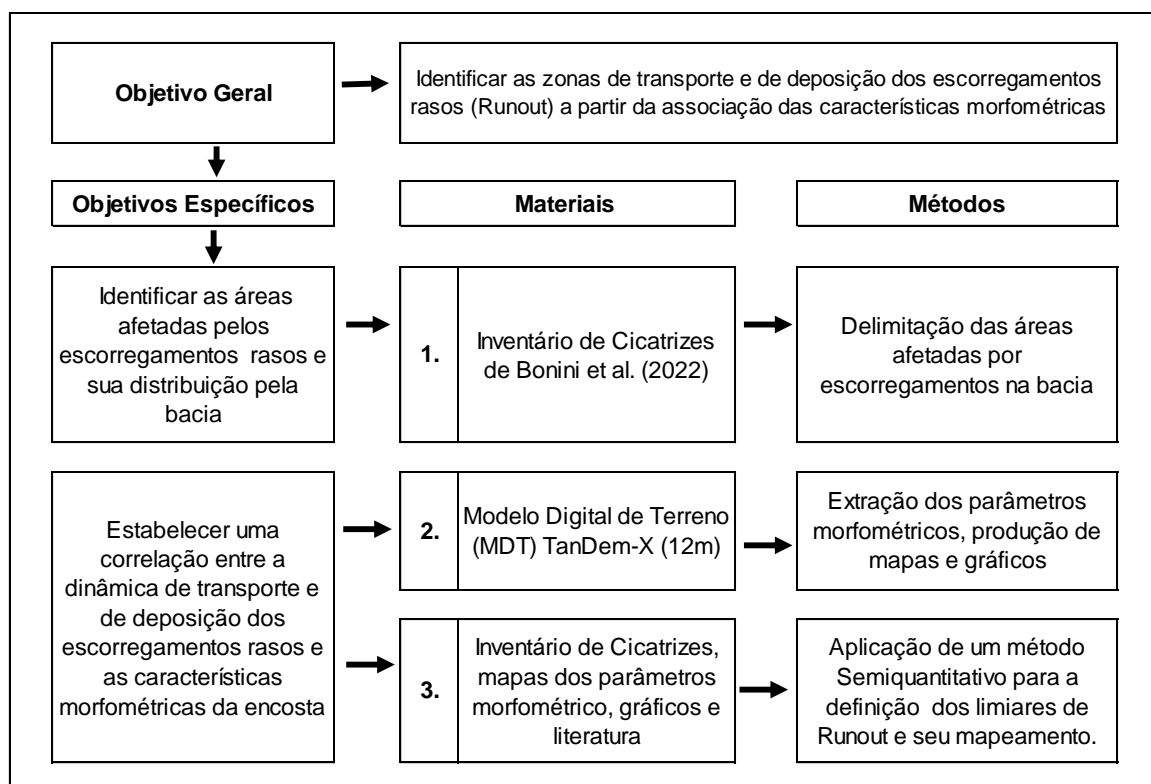 Objetivo Geral
Identificar as zonas de transporte e de deposição dos escorregamentos
rasos (Runout) a partir da associação das características morfométricas
Objetivos Específicos
Materiais
Métodos
Identificar as áreas
afetadas pelos
escorregamentos rasos e
sua distribuição pela
bacia
1.
Inventário de Cicatrizes
de Bonini et al. (2022)
Delimitação das áreas
afetadas por
escorregamentos na bacia
Estabelecer uma
correlação entre a
dinâmica de transporte e
de deposição dos
escorregamentos rasos e
as características
morfométricas da encosta
2.
Modelo Digital de Terreno
(MDT) TanDem-X (12m)
Extração dos parâmetros
morfométricos, produção de
mapas e gráficos
3.
Inventário de Cicatrizes,
mapas dos parâmetros
morfométrico, gráficos e
literatura
Aplicação de um método
Semiquantitativo para a
definição dos limiares de
Runout e seu mapeamento.